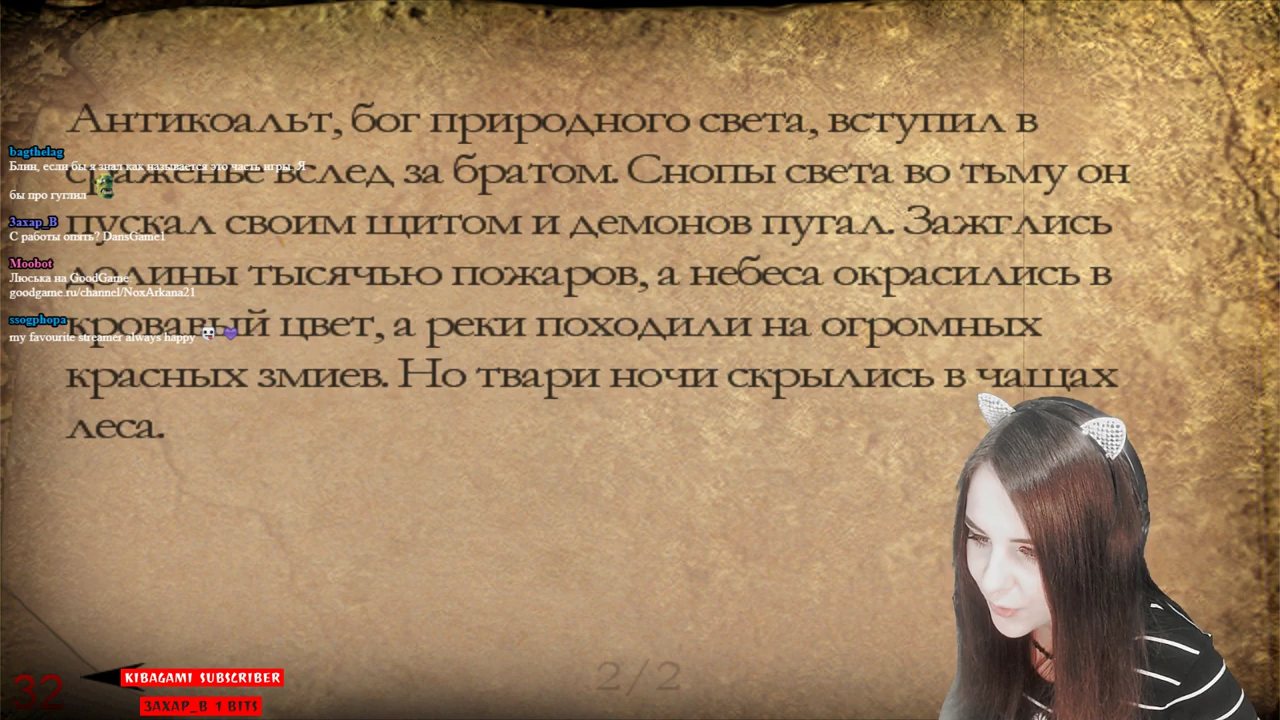 Антикоальт, бог природного света, вступил в
сраженье вслед за братом. Снопы света во тьму он
пускал своим щитом и демонов пугал. Зажглись
долины тысячью пожаров, а небеса окрасились в
кровавый цвет, а реки походили на огромных
красных змиев. Но твари ночи скрылись в чащах
леса.
2/2
bagthelag
Блин, если бы я знал как называется это часть игры. Я
бы про гуглил
3axap_B
С работы опять? DansGame1
Moobot
Люська на GoodGame
goodgame.ru/channel/NoxArkana21
ssogphopa
my favourite streamer always happy
32
KIBAGAMI SUBSCRIBER
3AXAP_B 1 BITS